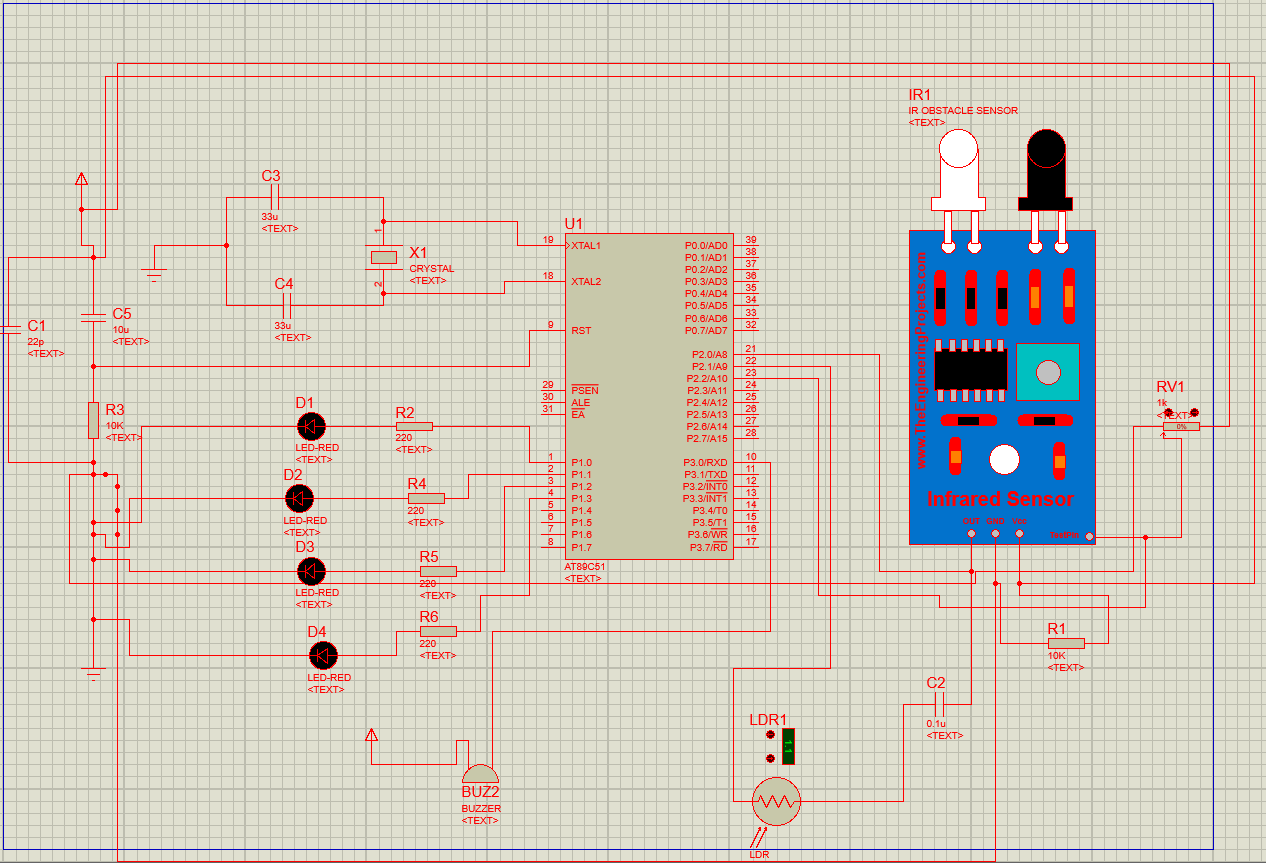 IR1
IR OBSTACLE SENSOR
<TEXT>
C3
33u
<TEXT>
X1
CRYSTAL
<TEXT>
1
2
C4
33u
<TEXT>
C1
22p
<TEXT>
C5
10u
<TEXT>
R3
10K
<TEXT>
U1
19 XTAL1
18 XTAL2
9 RST
29 PSEN
30 ALE
31 EA
1 P1.0
2 P1.1
3 P1.2
4 P1.3
5 P1.4
6 P1.5
7 P1.6
8 P1.7
P0.0/AD0 39
P0.1/AD1 38
P0.2/AD2 37
P0.3/AD3 36
P0.4/AD4 35
P0.5/AD5 34
P0.6/AD6 33
P0.7/AD7 32
P2.0/A8 21
P2.1/A9 22
P2.2/A10 23
P2.3/A11 24
P2.4/A12 25
P2.5/A13 26
P2.6/A14 27
P2.7/A15 28
P3.0/RXD 10
P3.1/TXD 11
P3.2/INT0 12
P3.3/INT1 13
P3.4/T0 14
P3.5/T1 15
P3.6/WR 16
P3.7/RD 17
AT89C51
<TEXT>
D1
LED-RED
<TEXT>
R2
220
<TEXT>
D2
LED-RED
<TEXT>
R4
220
<TEXT>
D3
LED-RED
<TEXT>
R5
220
<TEXT>
D4
LED-RED
<TEXT>
R6
220
<TEXT>
www.TheEngineeringProjects.com
Infrared Sensor
OUT GND Vcc
TestPin
RV1
1k
<TEXT>
0%
R1
10K
<TEXT>
C2
0.1u
<TEXT>
LDR1
1.1
LDR
BUZ2
BUZZER
<TEXT>